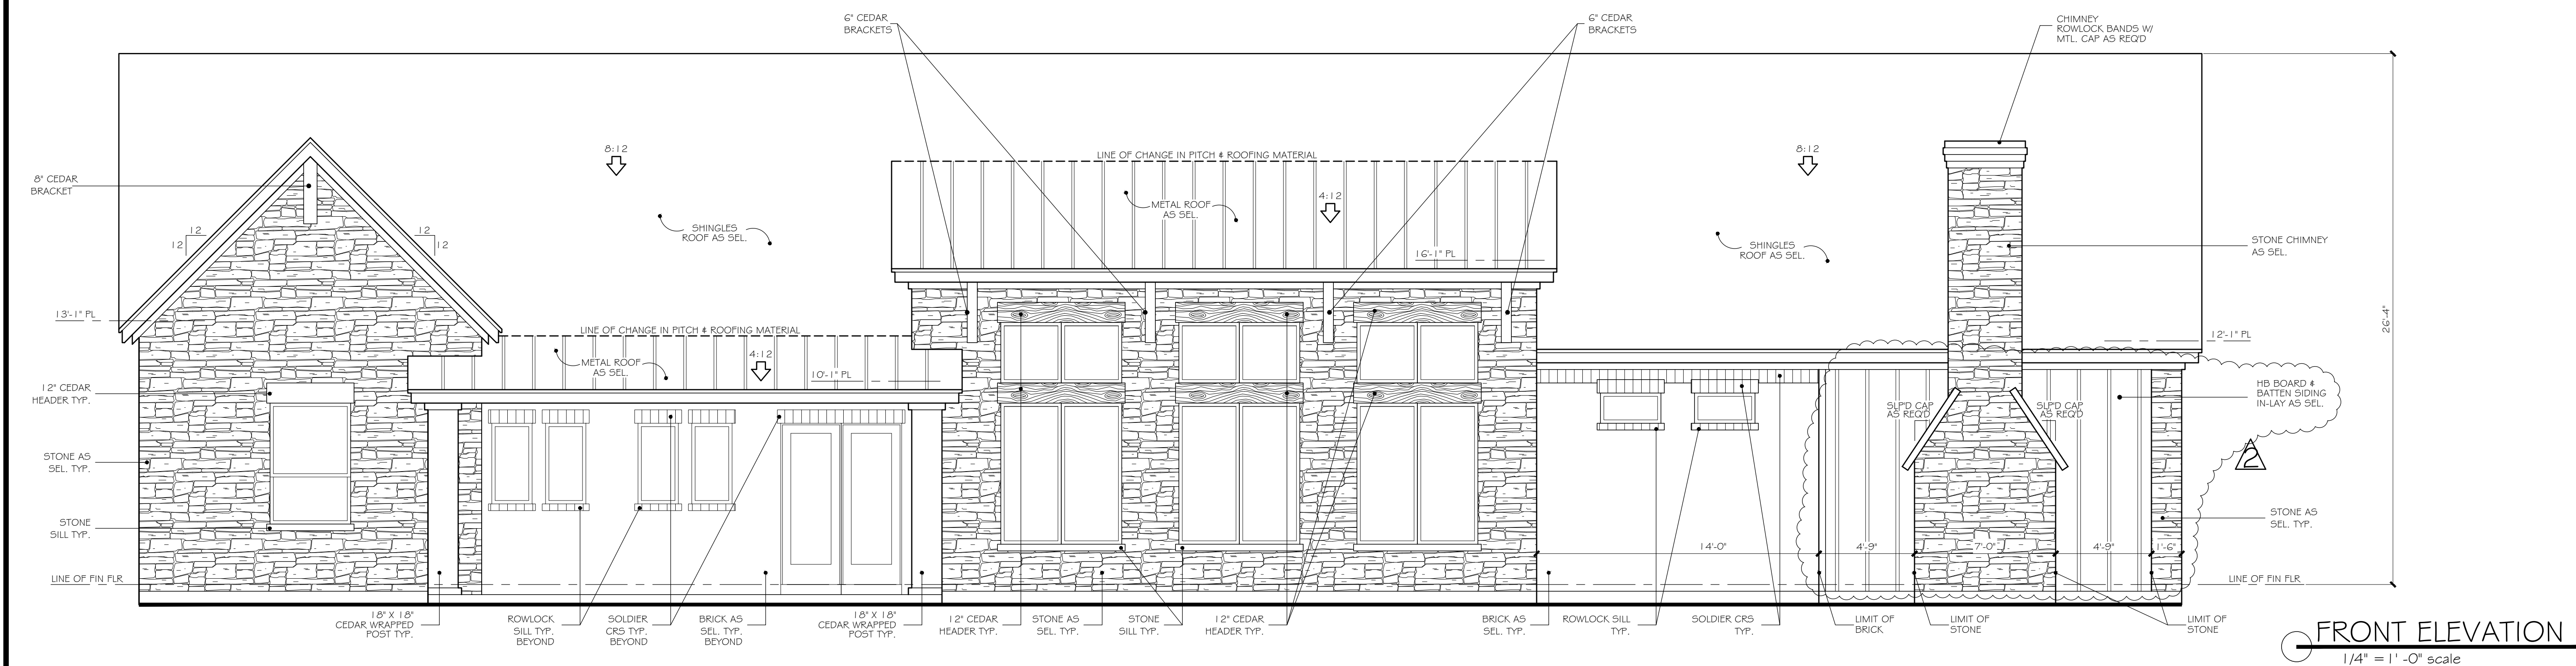 6" CEDAR
BRACKETS
6" CEDAR
BRACKETS
CHIMNEY
ROWLOCK BANDS W/
MTL. CAP AS REQ'D
8:12
8:12
LINE OF CHANGE IN PITCH & ROOFING MATERIAL
8" CEDAR
BRACKET
4:12
METAL ROOF
AS SEL.
12
12
12
12
SHINGLES
ROOF AS SEL.
SHINGLES
ROOF AS SEL.
STONE CHIMNEY
AS SEL.
16'-1" PL
13'-1" PL
26'-4"
LINE OF CHANGE IN PITCH & ROOFING MATERIAL
12'-1" PL
4:12
METAL ROOF
AS SEL.
10'-1" PL
12" CEDAR
HEADER TYP.
HB BOARD &
BATTEN SIDING
IN-LAY AS SEL.
SLP'D CAP
AS REQ'D
SLP'D CAP
AS REQ'D
STONE AS
SEL. TYP.
2
STONE
SILL TYP.
STONE AS
SEL. TYP.
14'-0"
4'-9"
7'-0"
4'-9"
1'-6"
LINE OF FIN FLR
LINE OF FIN FLR
18" X 18"
CEDAR WRAPPED
POST TYP.
ROWLOCK
SILL TYP.
BEYOND
SOLDIER
CRS TYP.
BEYOND
BRICK AS
SEL. TYP.
BEYOND
18" X 18"
CEDAR WRAPPED
POST TYP.
12" CEDAR
HEADER TYP.
STONE AS
SEL. TYP.
STONE
SILL TYP.
12" CEDAR
HEADER TYP.
BRICK AS
SEL. TYP.
ROWLOCK SILL
TYP.
SOLDIER CRS
TYP.
LIMIT OF
BRICK
LIMIT OF
STONE
LIMIT OF
STONE
FRONT ELEVATION
1/4" = 1' -0" scale